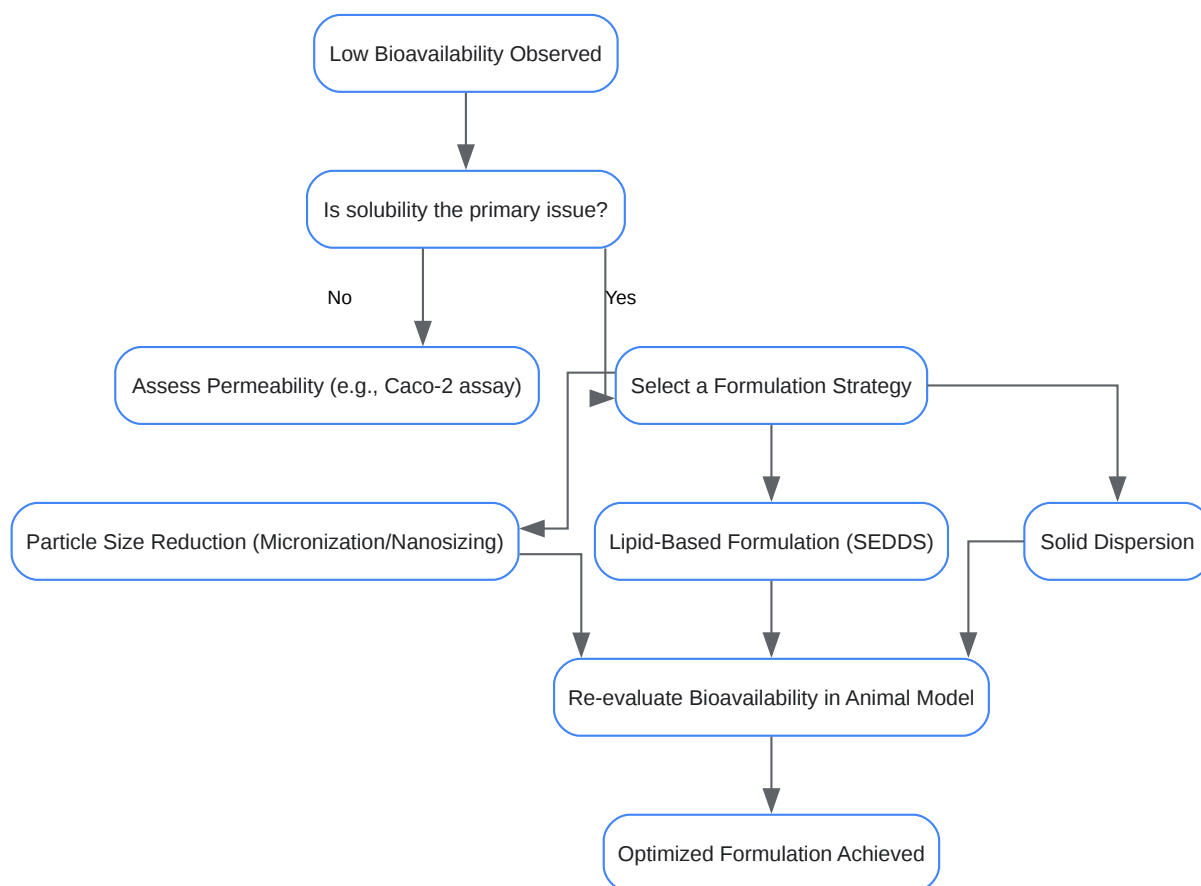 Low Bioavailability Observed
Is solubility the primary issue?
No
Yes
Assess Permeability (e.g., Caco-2 assay)
Select a Formulation Strategy
Particle Size Reduction (Micronization/Nanosizing)
Lipid-Based Formulation (SEDDS)
Solid Dispersion
Re-evaluate Bioavailability in Animal Model
Optimized Formulation Achieved